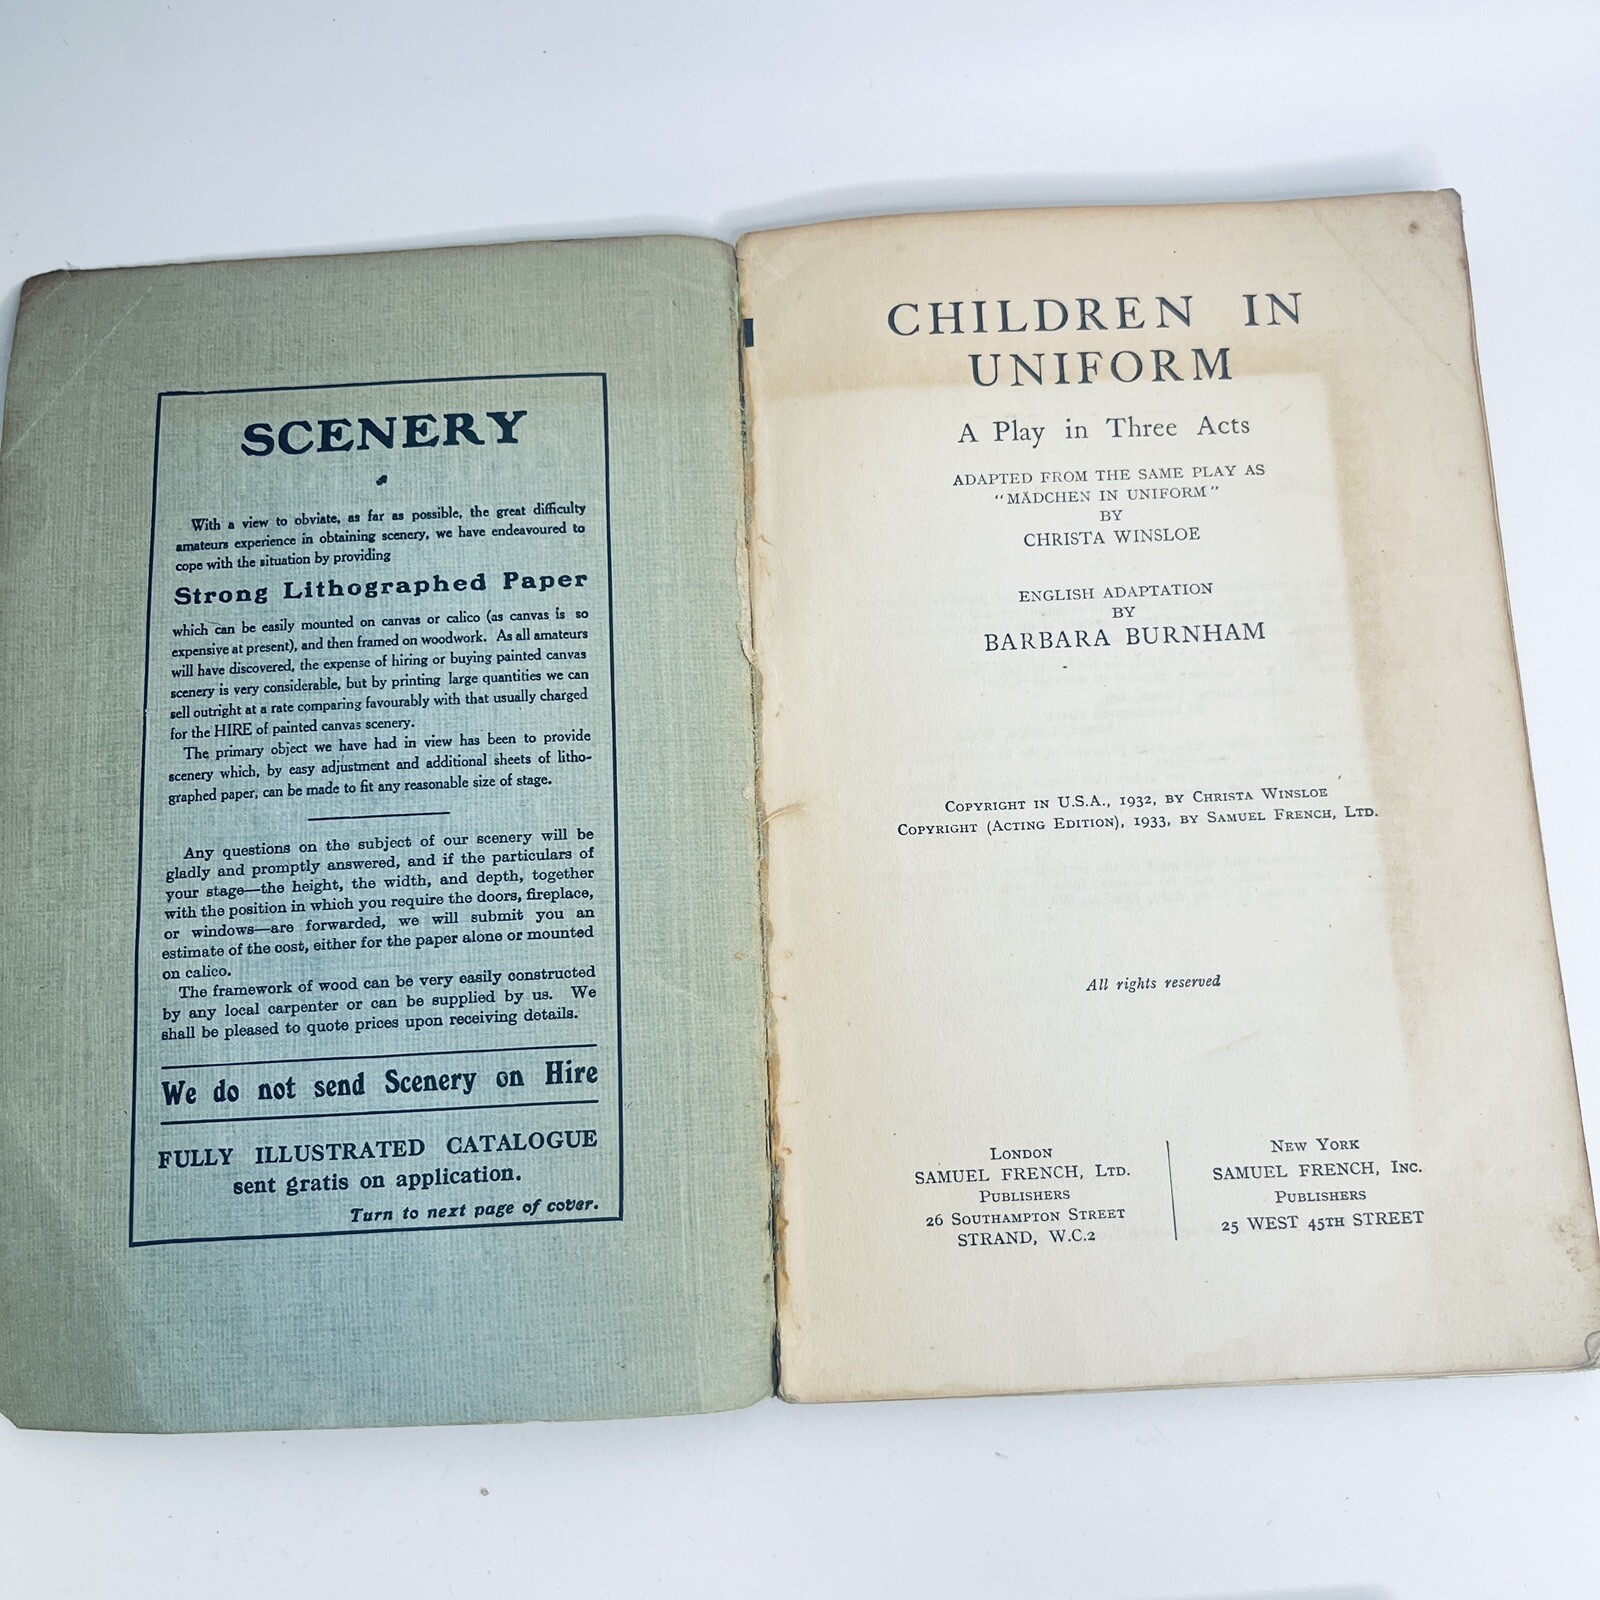 SCENERY
With a view to obviate, as far as possible, the great difficulty
amateurs experience in obtaining scenery, we have endeavoured to
cope with the situation by providing
Strong Lithographed Paper
which can be easily mounted on canvas or calico (as canvas is so
expensive at present), and then framed on woodwork. As all amateurs
will have discovered, the expense of hiring or buying painted canvas
scenery is very considerable, but by printing large quantities we can
sell outright at a rate comparing favourably with that usually charged
for the HIRE of painted canvas scenery.
The primary object we have had in view has been to provide
scenery which, by easy adjustment and additional sheets of litho-
graphed paper, can be made to fit any reasonable size of stage.
Any questions on the subject of our scenery will be
gladly and promptly answered, and if the particulars of
your stage—the height, the width, and depth, together
with the position in which you require the doors, fireplace,
or windows—are forwarded, we will submit you an
estimate of the cost, either for the paper alone or mounted
on calico.
The framework of wood can be very easily constructed
by any local carpenter or can be supplied by us. We
shall be pleased to quote prices upon receiving details.
We do not send Scenery on Hire
FULLY ILLUSTRATED CATALOGUE
sent gratis on application.
Turn to next page of cover.
CHILDREN IN
UNIFORM
A Play in Three Acts
ADAPTED FROM THE SAME PLAY AS
"MÄDCHEN IN UNIFORM"
BY
CHRISTA WINSLOE
ENGLISH ADAPTATION
BY
BARBARA BURNHAM
COPYRIGHT IN U.S.A., 1932, BY CHRISTA WINSLOE
COPYRIGHT (ACTING EDITION), 1933, BY SAMUEL FRENCH, LTD.
All rights reserved
LONDON
SAMUEL FRENCH, LTD.
PUBLISHERS
26 SOUTHAMPTON STREET
STRAND, W.C.2
NEW YORK
SAMUEL FRENCH, INC.
PUBLISHERS
25 WEST 45TH STREET